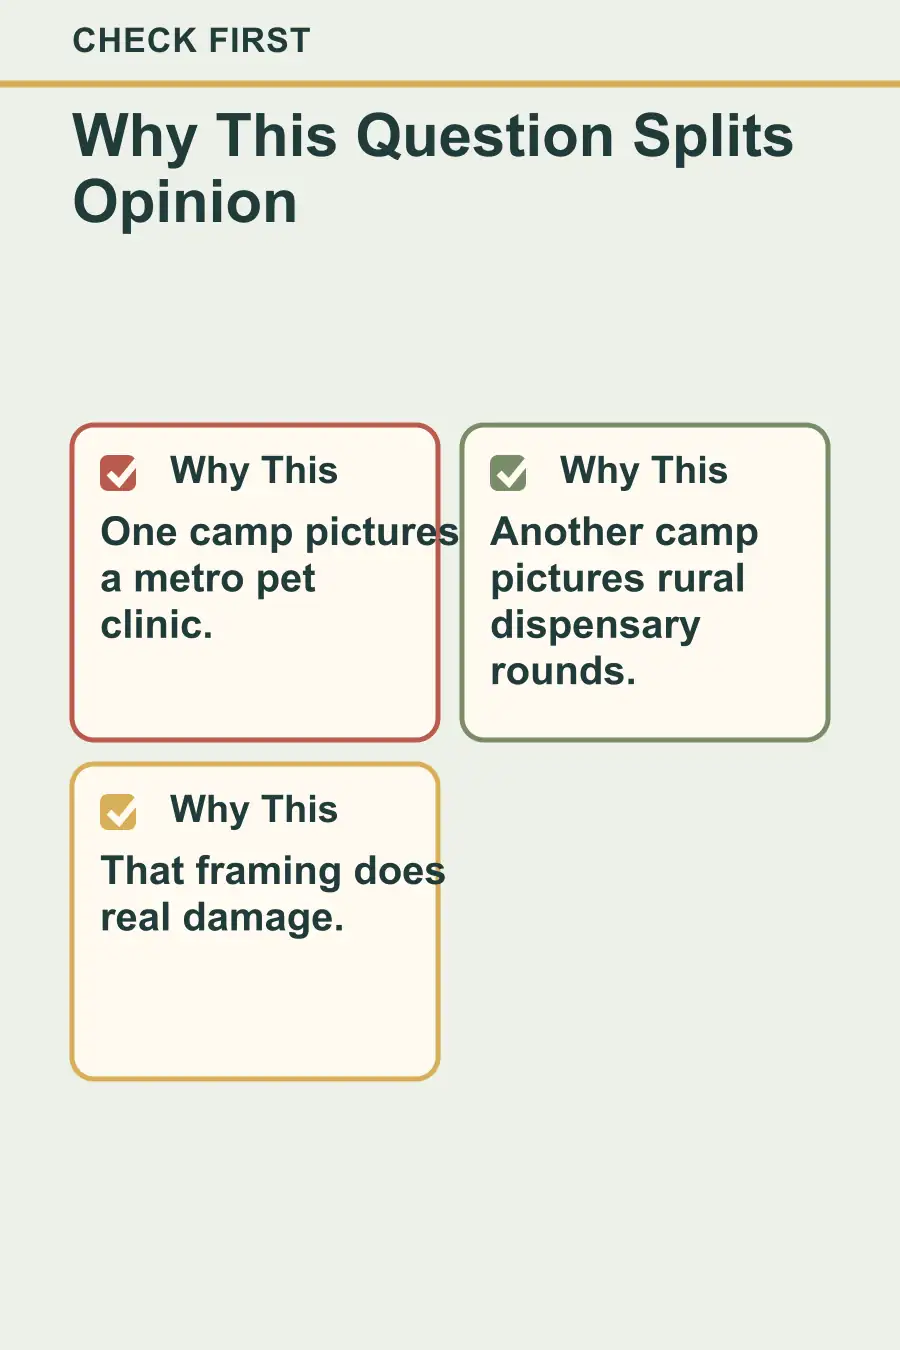 CHECK FIRST
Why This Question Splits
Opinion
Why This
One camp pictures
a metro pet
clinic.
Why This
Another camp
pictures rural
dispensary
rounds.
Why This
That framing does
real damage.